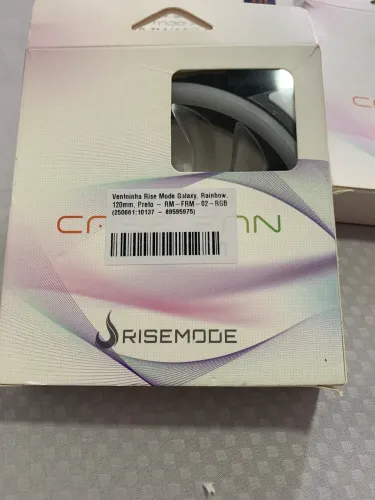 Ventoinha Rise Mode Galaxy, Rainbow,
120mm, Preto - RM-FRM-02-RGB
(250661:10137 - 89595975)
RISEMODE